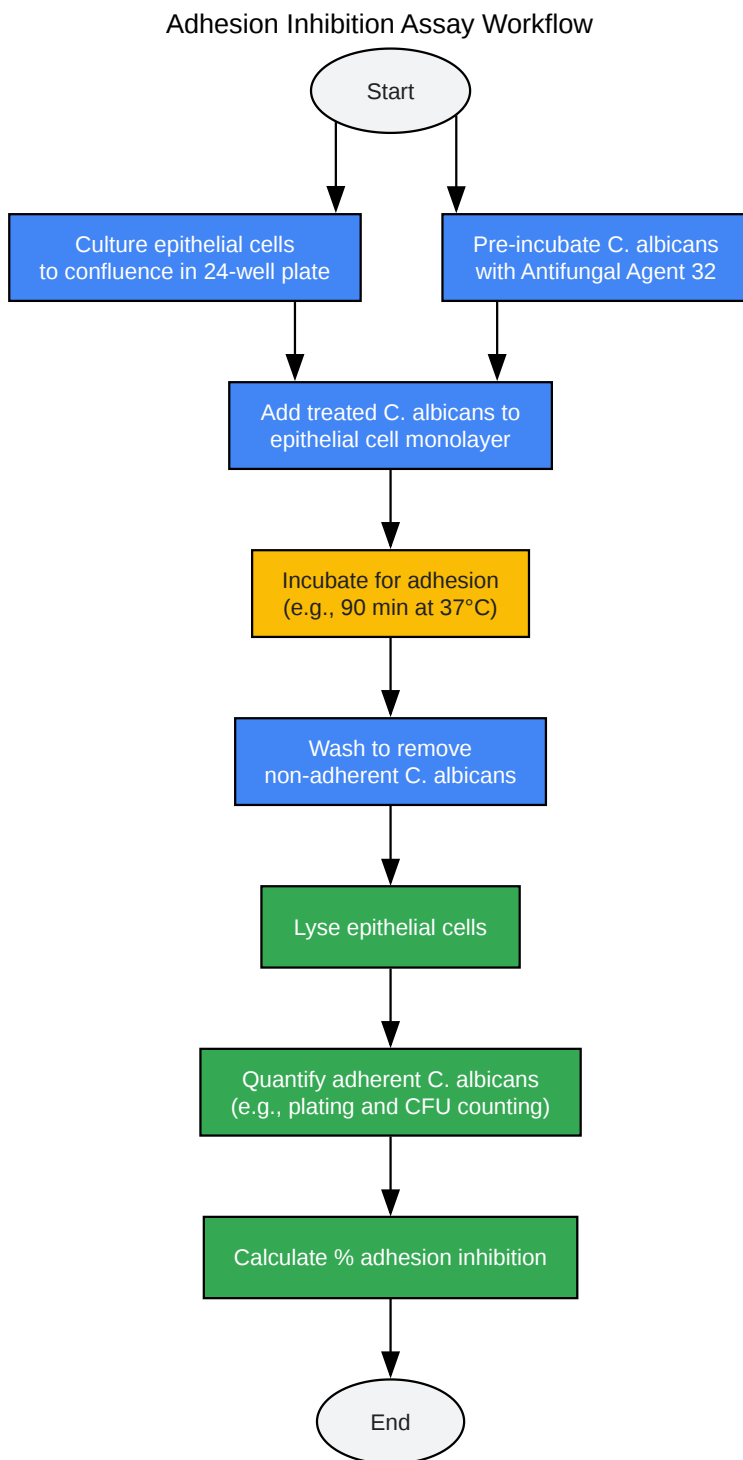 Adhesion Inhibition Assay Workflow
Start
Culture epithelial cells
to confluence in 24-well plate
Pre-incubate C. albicans
with Antifungal Agent 32
Add treated C. albicans to
epithelial cell monolayer
Incubate for adhesion
(e.g., 90 min at 37°C)
Wash to remove
non-adherent C. albicans
Lyse epithelial cells
Quantify adherent C. albicans
(e.g., plating and CFU counting)
Calculate % adhesion inhibition
End